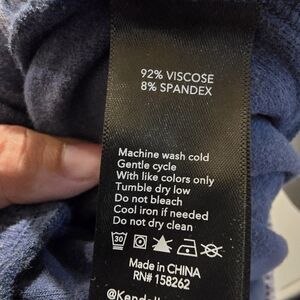 92% VISCOSE
8% SPANDEX
Machine wash cold
Gentle cycle
With like colors only
Tumble dry low
Do not bleach
Cool iron if needed
Do not dry clean
30
Made in CHINA
RN# 158262